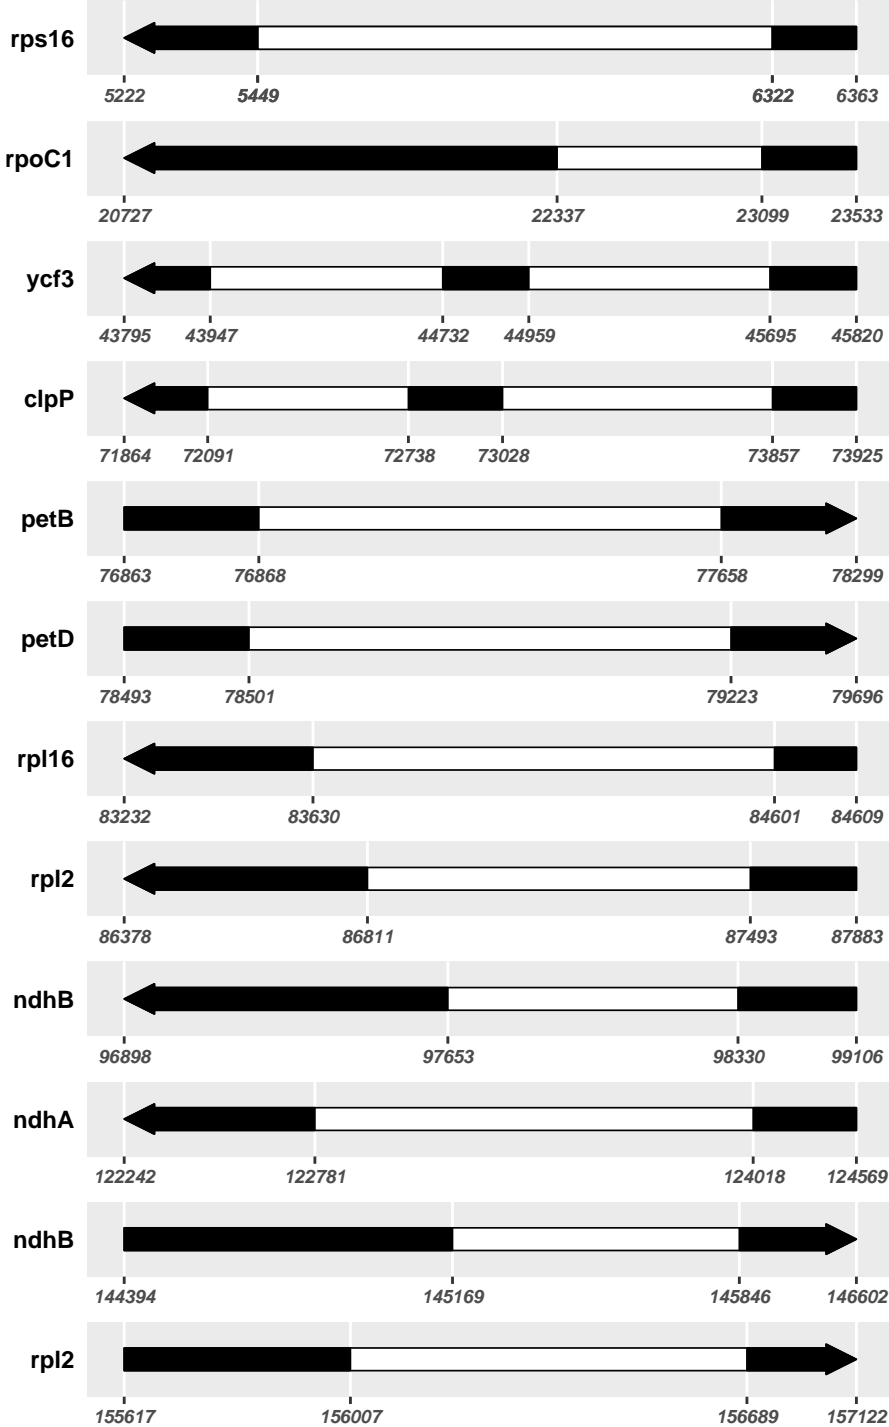 rps16
5222 5449 6322 6363
rpoC1
20727 22337 23099 23533
ycf3
43795 43947 44732 44959 45695 45820
clpP
71864 72091 72738 73028 73857 73925
petB
76863 76868 77658 78299
petD
78493 78501 79223 79696
rpl16
83232 83630 84601 84609
rpl2
86378 86811 87493 87883
ndhB
96898 97653 98330 99106
ndhA
122242 122781 124018 124569
ndhB
144394 145169 145846 146602
rpl2
155617 156007 156689 157122